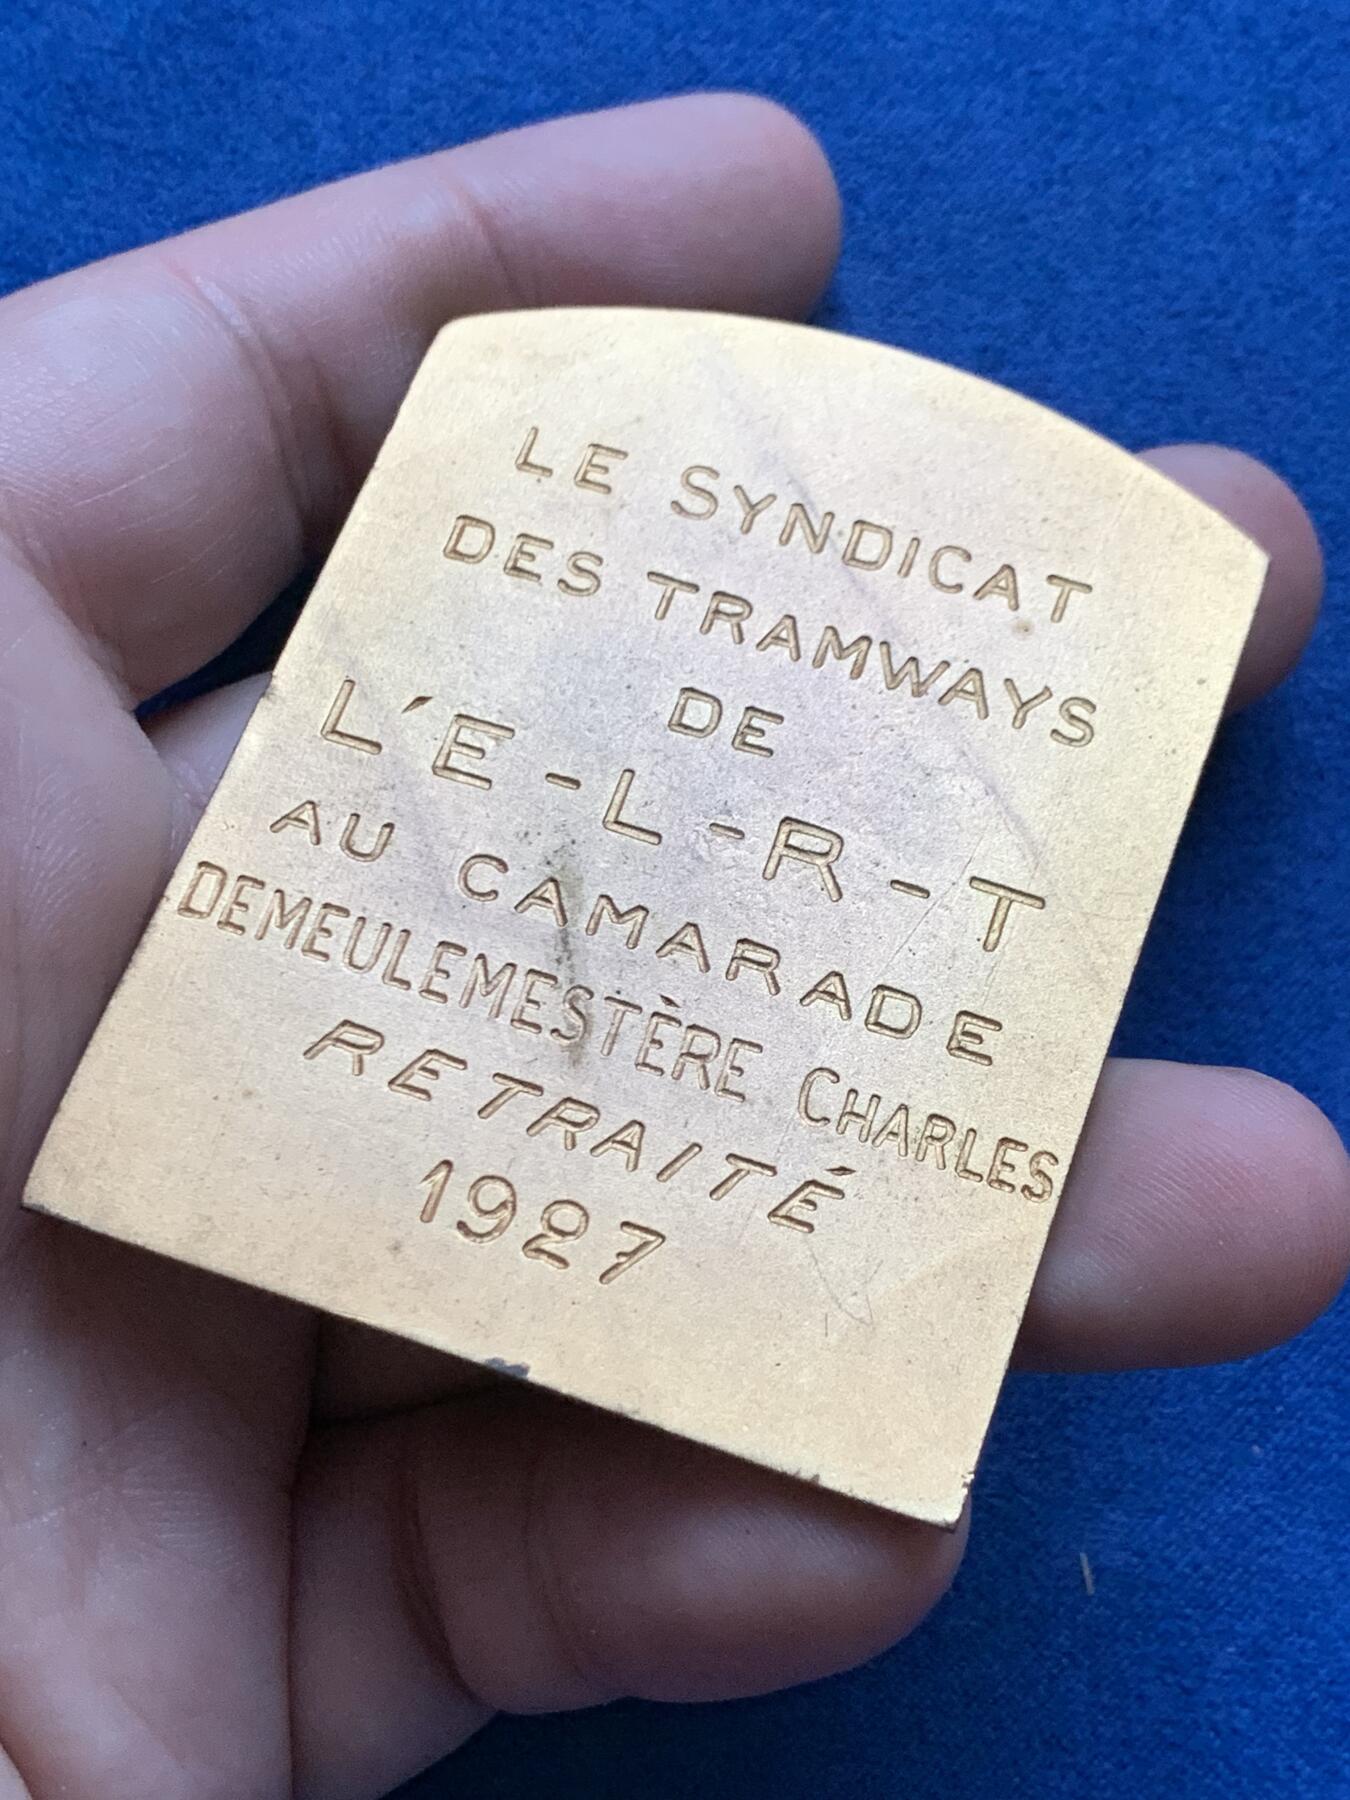 LE SYNDICAT
DES TRAMWAYS
DE
L'É-L-R-T
AU CAMARADE
DEMEULEMESTÈRE CHARLES
RETRAITÉ
1927